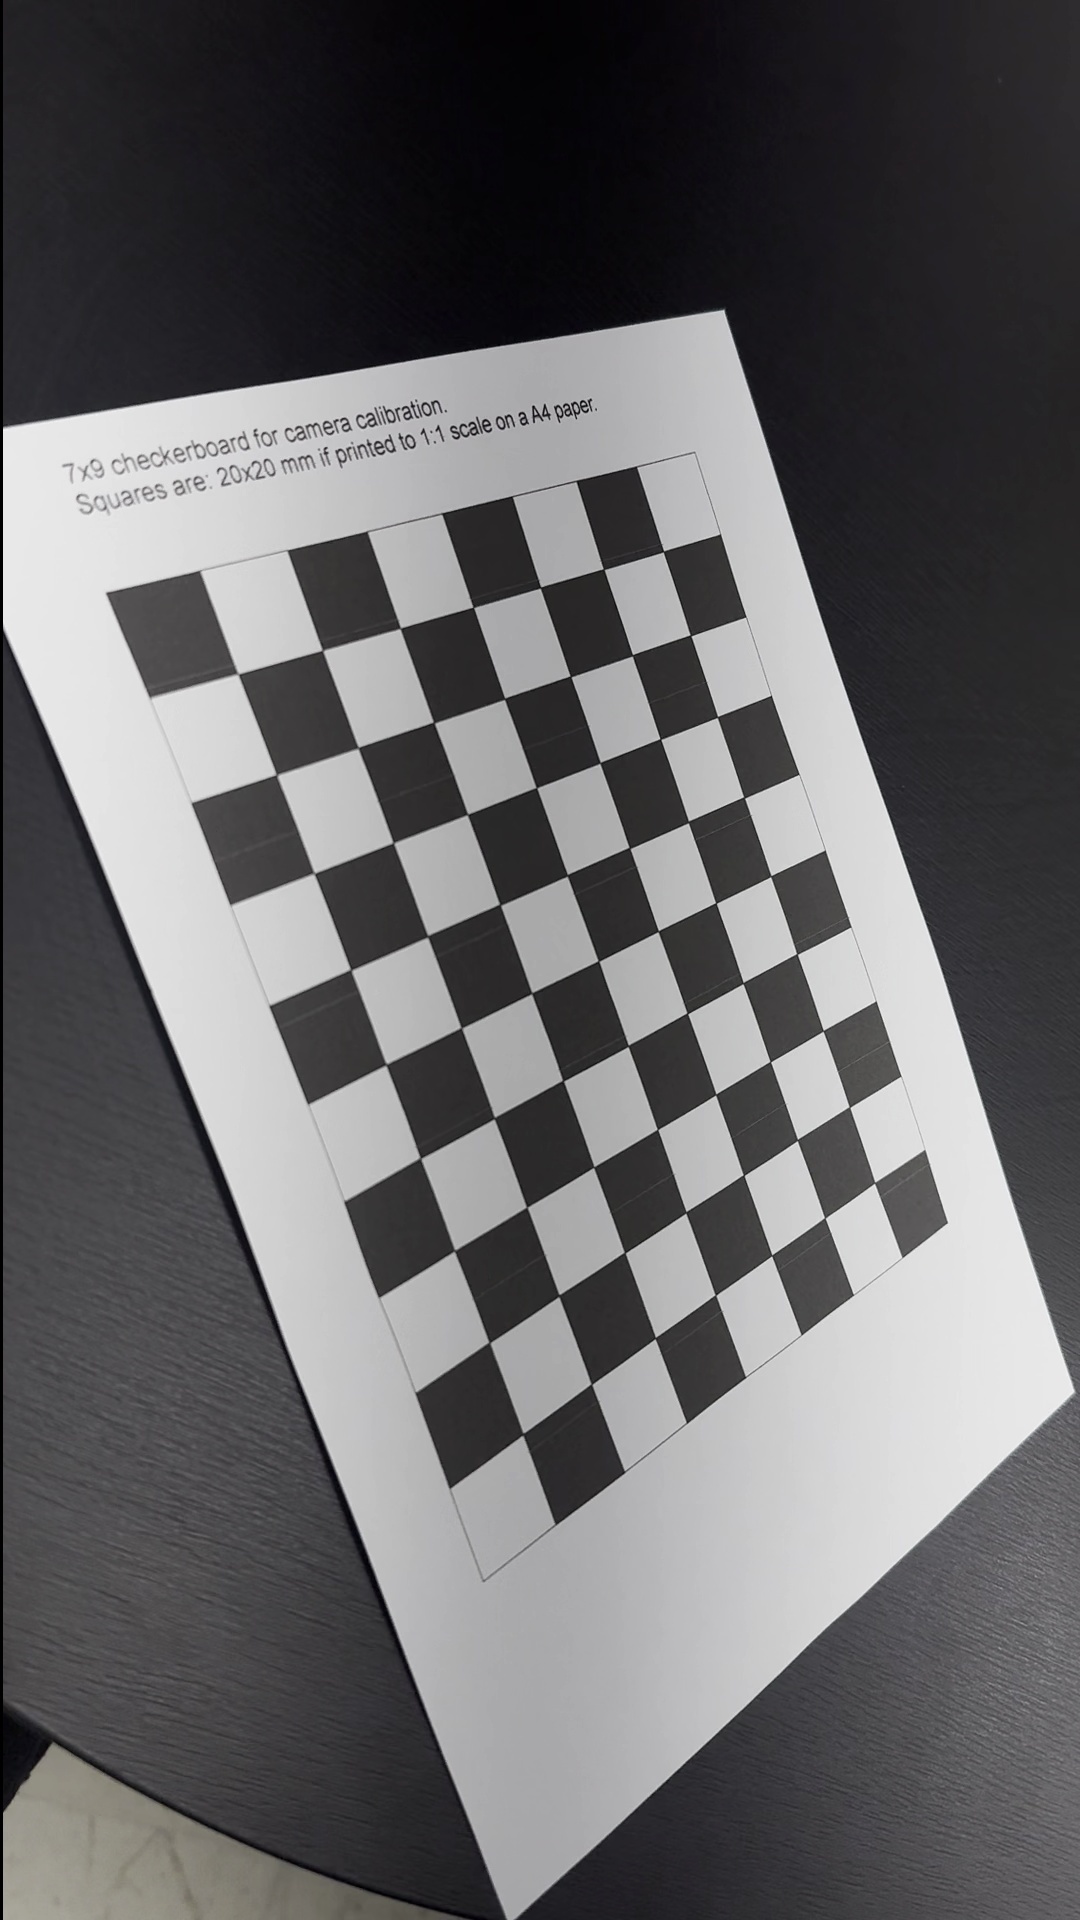 7x9 checkerboard for camera calibration.
Squares are: 20x20 mm if printed to 1:1 scale on a A4 paper.